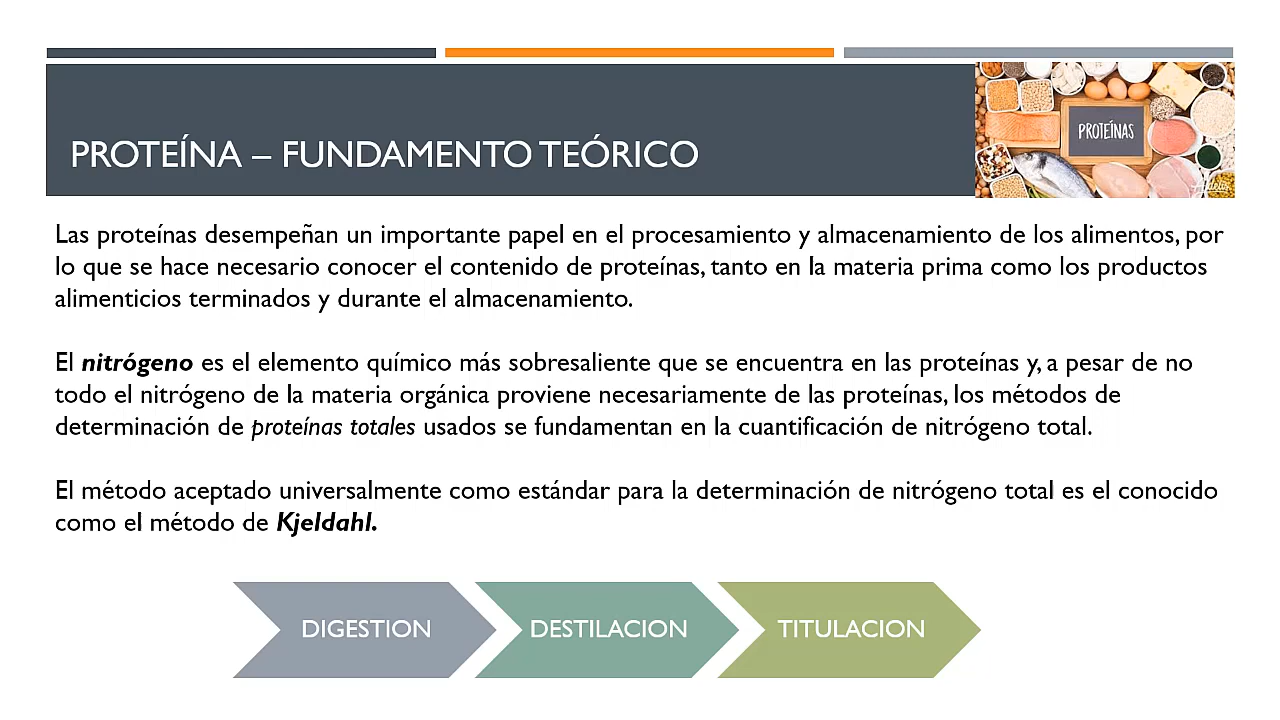 PROTEÍNA – FUNDAMENTO TEÓRICO
PROTEÍNAS
Las proteínas desempeñan un importante papel en el procesamiento y almacenamiento de los alimentos, por
lo que se hace necesario conocer el contenido de proteínas, tanto en la materia prima como los productos
alimenticios terminados y durante el almacenamiento.
El nitrógeno es el elemento químico más sobresaliente que se encuentra en las proteínas y, a pesar de no
todo el nitrógeno de la materia orgánica proviene necesariamente de las proteínas, los métodos de
determinación de proteínas totales usados se fundamentan en la cuantificación de nitrógeno total.
El método aceptado universalmente como estándar para la determinación de nitrógeno total es el conocido
como el método de Kjeldahl.
DIGESTION
DESTILACION
TITULACION